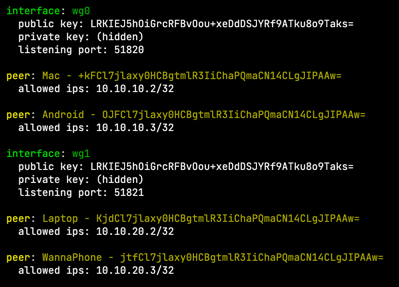 interface: wg0
public key: LRKIEJ5hOiGrcRFBvOou+xeDdDSJYRf9ATku8o9Taks=
private key: (hidden)
listening port: 51820
peer: Mac - +kFCl7jlaxy0HCBgtmlR3IiChaPQmaCN14CLgJIPAAw=
allowed ips: 10.10.10.2/32
peer: Android - OJFCl7jlaxy0HCBgtmlR3IiChaPQmaCN14CLgJIPAAw=
allowed ips: 10.10.10.3/32
interface: wg1
public key: LRKIEJ5hOiGrcRFBvOou+xeDdDSJYRf9ATku8o9Taks=
private key: (hidden)
listening port: 51821
peer: Laptop - KjdCl7jlaxy0HCBgtmlR3IiChaPQmaCN14CLgJIPAAw=
allowed ips: 10.10.20.2/32
peer: WannaPhone - jtfCl7jlaxy0HCBgtmlR3IiChaPQmaCN14CLgJIPAAw=
allowed ips: 10.10.20.3/32